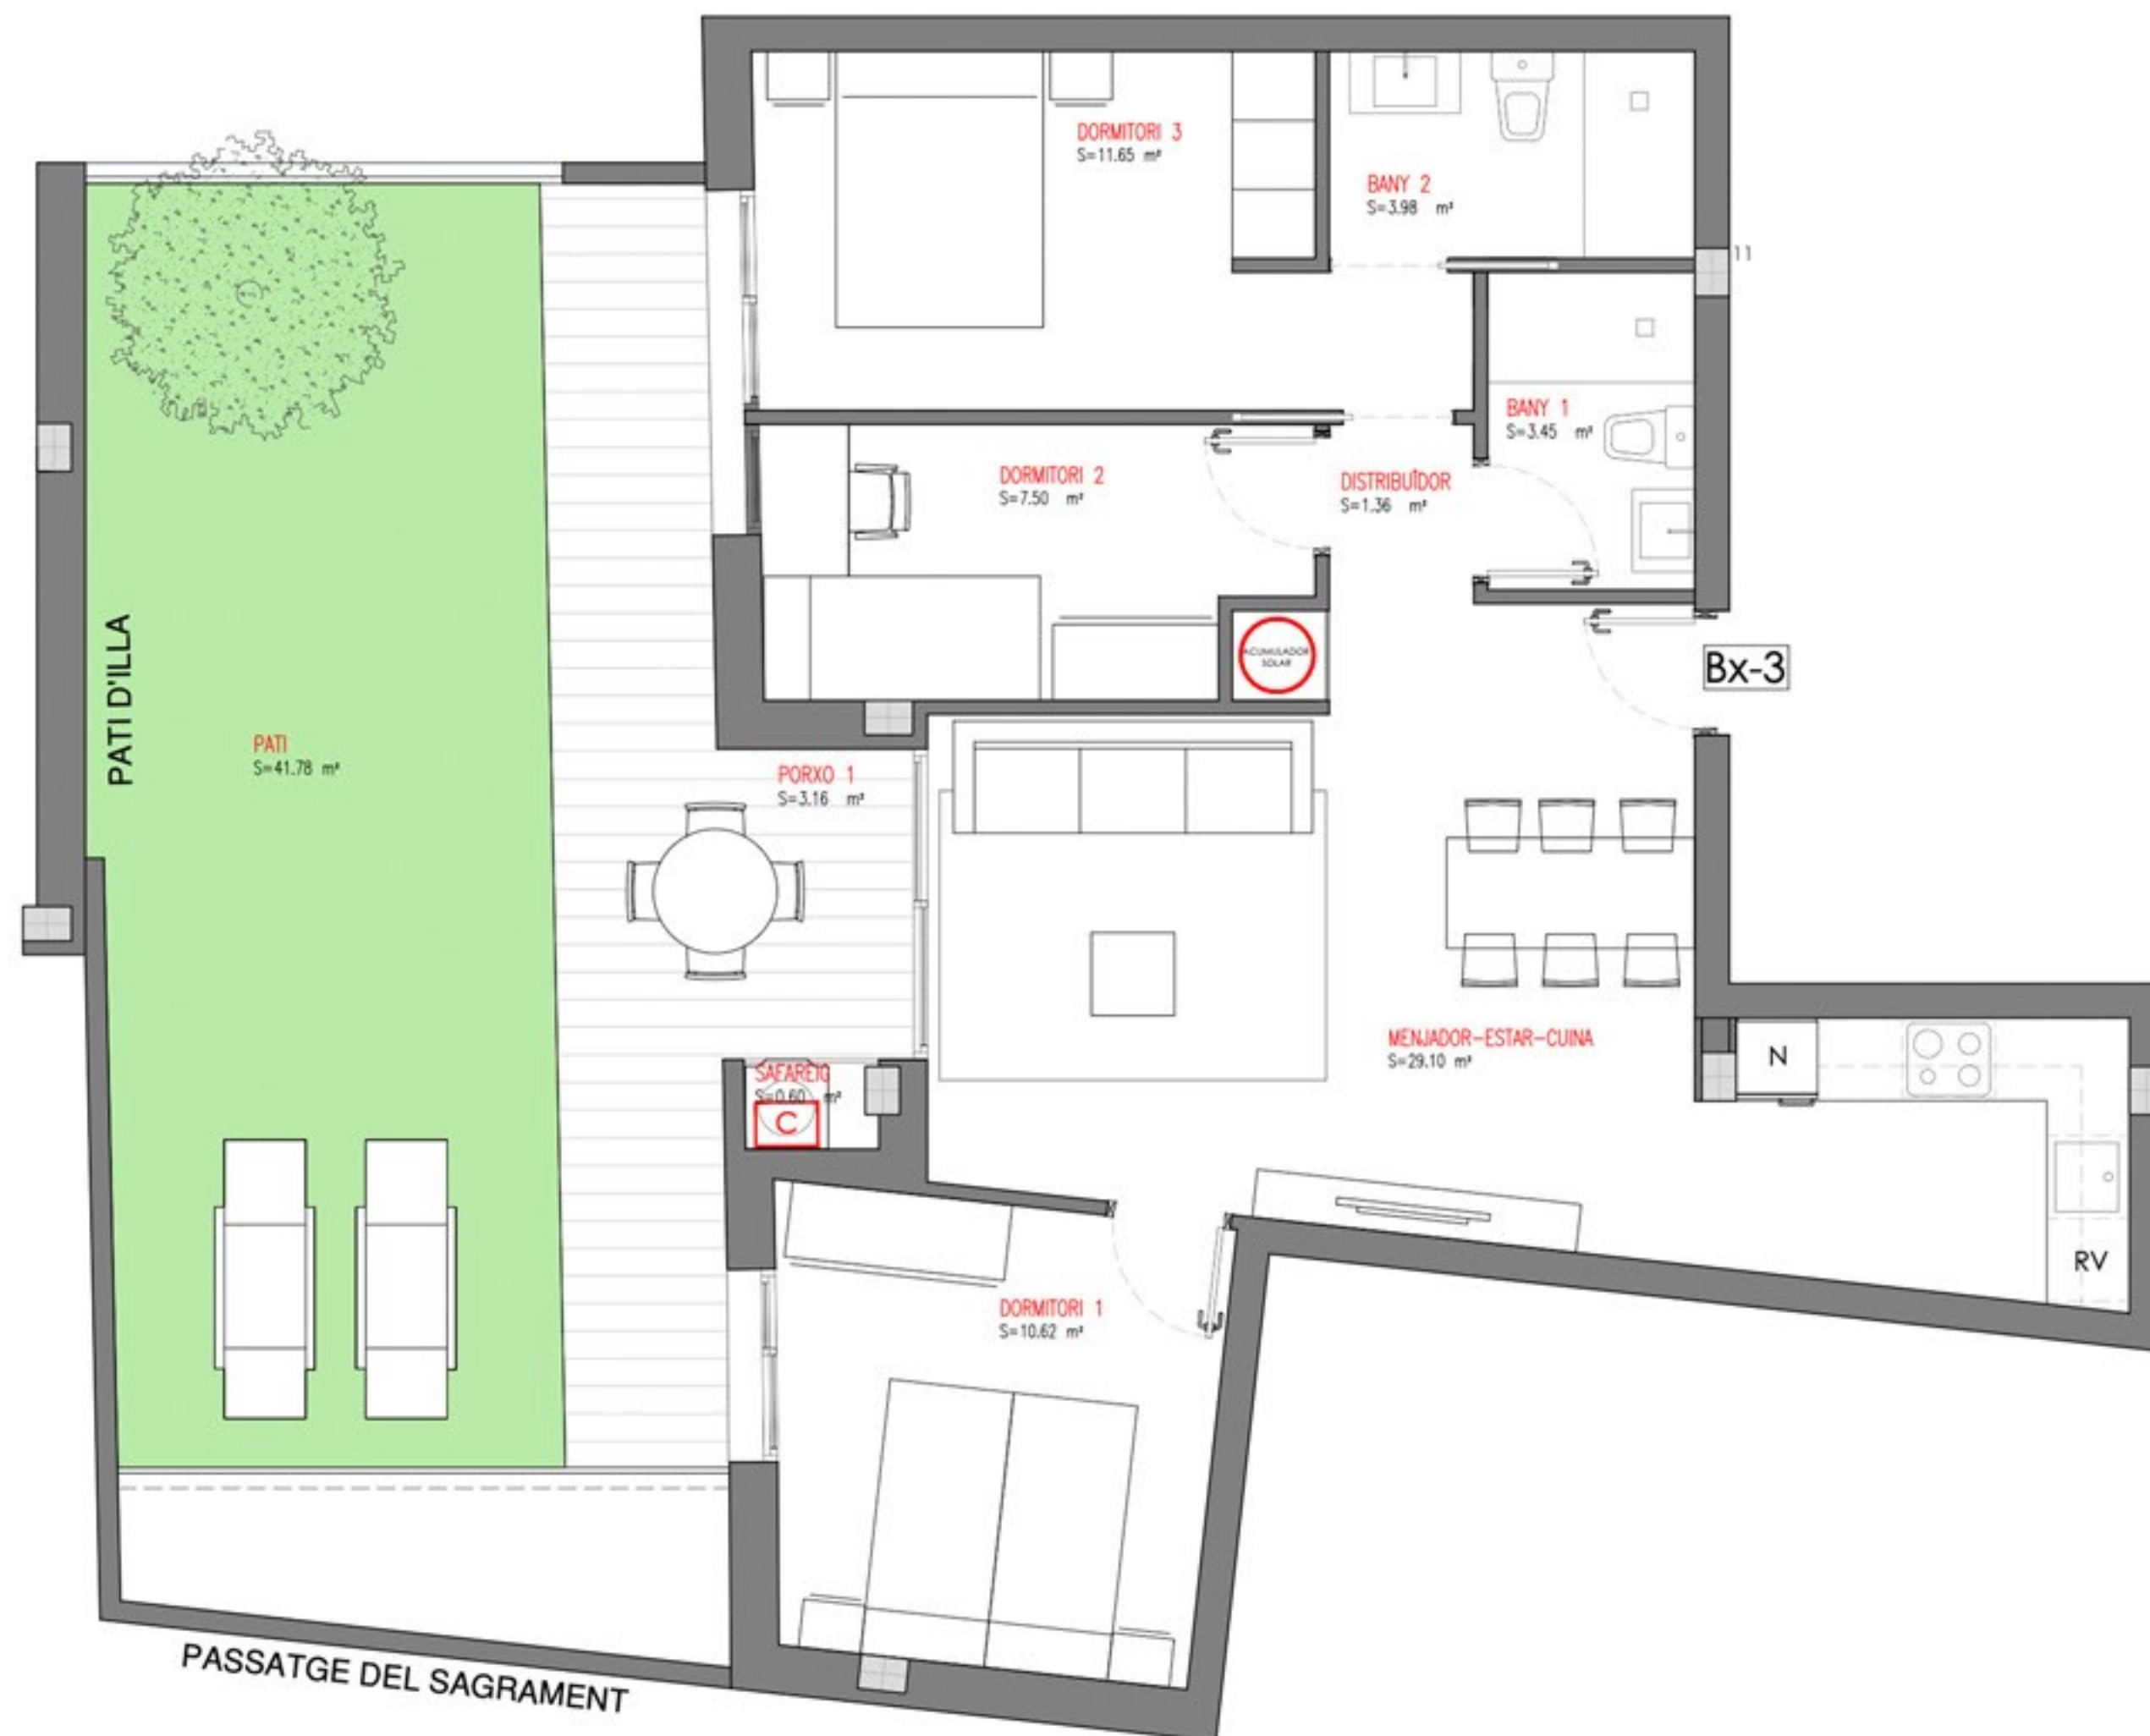 DORMITORI 3
S=11.65 m²
BANY 2
S=3.98 m²
11
BANY 1
S=3.45 m²
DORMITORI 2
S=7.50 m²
DISTRIBUÏDOR
S=1.36 m²
ACUMULADOR
SOLAR
Bx-3
PATI D'ILLA
PATI
S=41.78 m²
PORXO 1
S=3.16 m²
MENJADOR-ESTAR-CUINA
S=29.10 m²
N
SAFAREIG
S=0.60 m²
C
RV
DORMITORI 1
S=10.62 m²
PASSATGE DEL SAGRAMENT